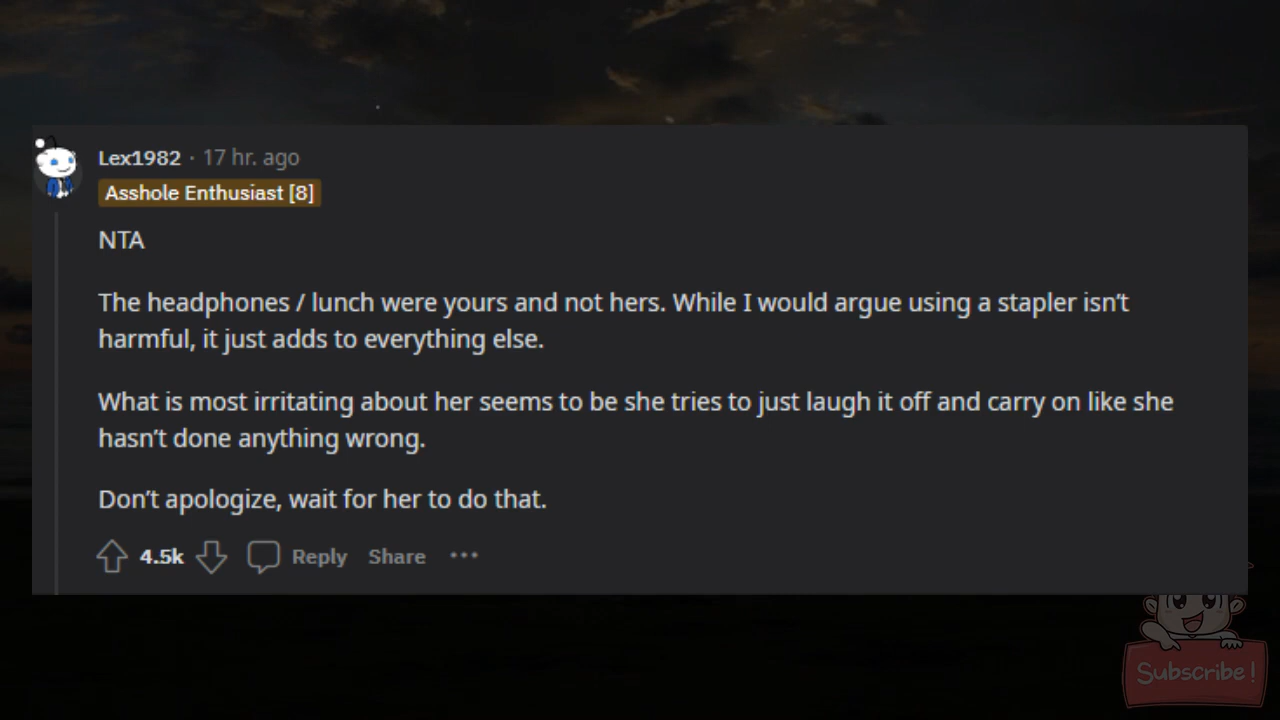 Lex1982 · 17 hr. ago
Asshole Enthusiast [8]
NTA
The headphones / lunch were yours and not hers. While I would argue using a stapler isn’t
harmful, it just adds to everything else.
What is most irritating about her seems to be she tries to just laugh it off and carry on like she
hasn’t done anything wrong.
Don’t apologize, wait for her to do that.
4.5k Reply Share ···
Subscribe!